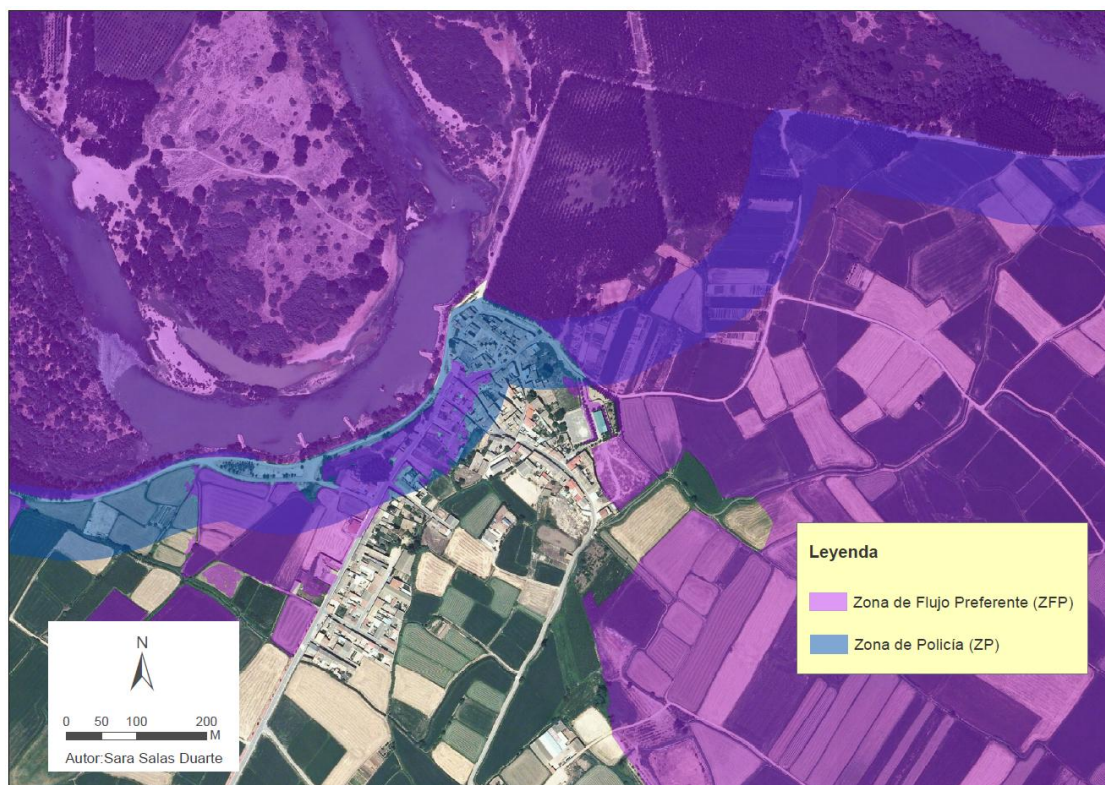 Leyenda
Zona de Flujo Preferente (ZFP)
Zona de Policía (ZP)
N
0 50 100 200
M
Autor:Sara Salas Duarte